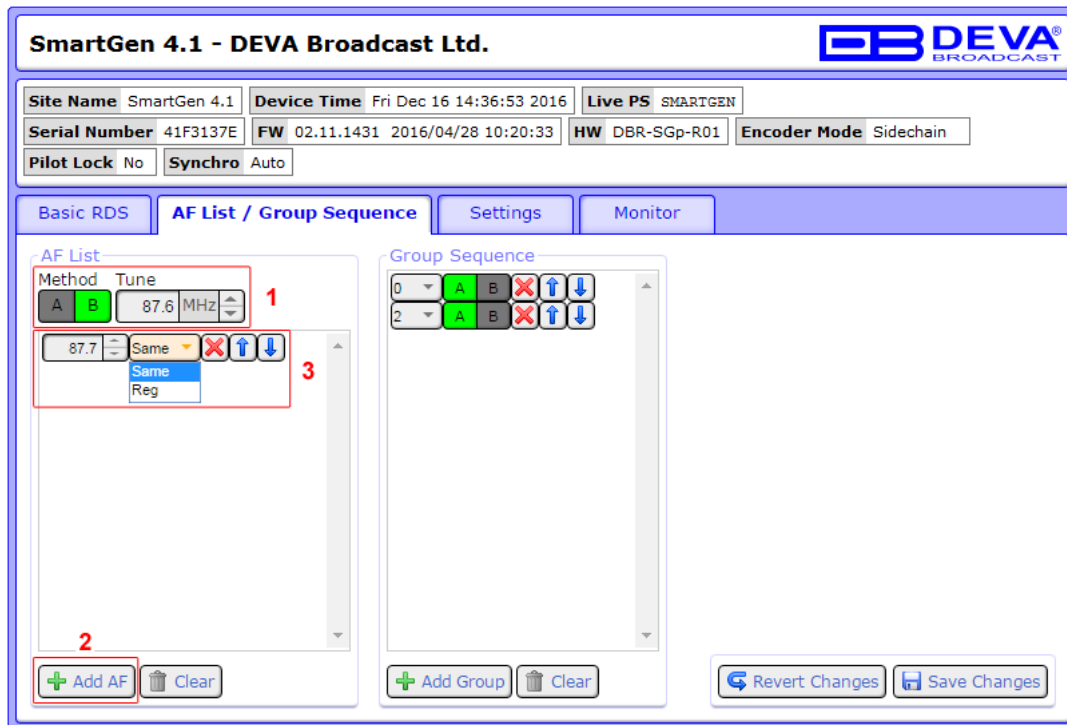 SmartGen 4.1 - DEVA Broadcast Ltd.
DEVA®
BROADCAST
Site Name SmartGen 4.1 Device Time Fri Dec 16 14:36:53 2016 Live PS SMARTGEN
Serial Number 41F3137E FW 02.11.1431 2016/04/28 10:20:33 HW DBR-SGp-R01 Encoder Mode Sidechain
Pilot Lock No Synchro Auto
Basic RDS AF List / Group Sequence Settings Monitor
AF List
Method Tune
A B 87.6 MHz 1
87.7 Same
Same
Reg
3
2
Add AF Clear
Group Sequence
0 A B
2 A B
Add Group Clear
Revert Changes Save Changes